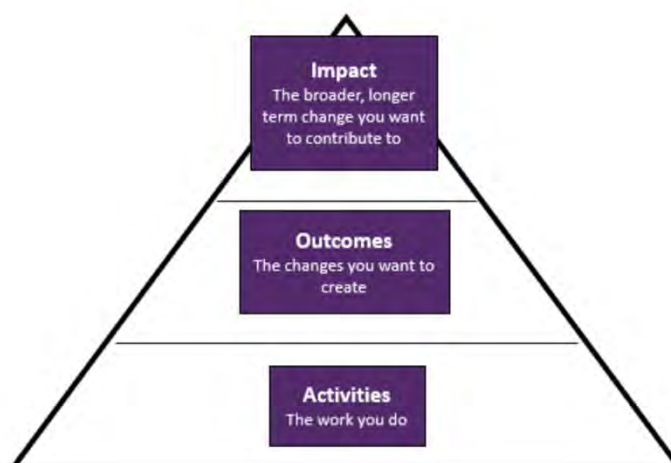 Impact
The broader, longer
term change you want
to contribute to
Outcomes
The changes you want to
create
Activities
The work you do